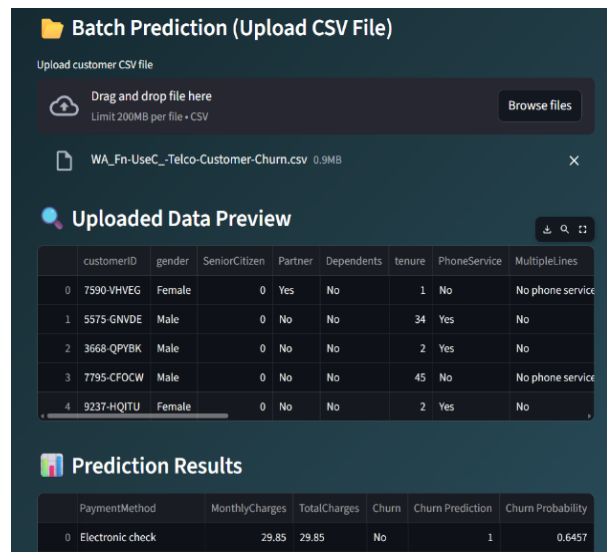 Batch Prediction (Upload CSV File)
Upload customer CSV file
Drag and drop file here
Limit 200MB per file • CSV
Browse files
WA_Fn-UseC_-Telco-Customer-Churn.csv 0.9MB
Uploaded Data Preview
customerID gender SeniorCitizen Partner Dependents tenure PhoneService MultipleLines
0 7590-VHVEG Female 0 Yes No 1 No No phone service
1 5575-GNVDE Male 0 No No 34 Yes No
2 3668-QPYBK Male 0 No No 2 Yes No
3 7795-CFOCW Male 0 No No 45 No No phone service
4 9237-HQITU Female 0 No No 2 Yes No
Prediction Results
PaymentMethod MonthlyCharges TotalCharges Churn Churn Prediction Churn Probability
0 Electronic check 29.85 29.85 No 1 0.6457